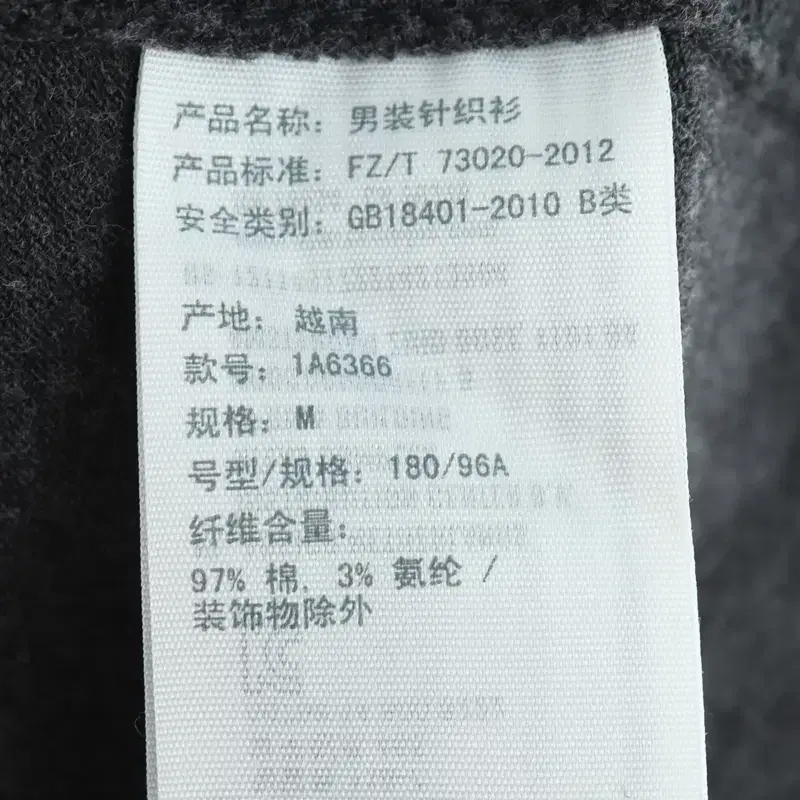 产品名称: 男装针织衫
产品标准: FZ/T 73020-2012
安全类别: GB18401-2010 B类
产地: 越南
款号: 1A6366
规格: M
号型/规格: 180/96A
纤维含量:
97% 棉, 3% 氨纶 /
装饰物除外